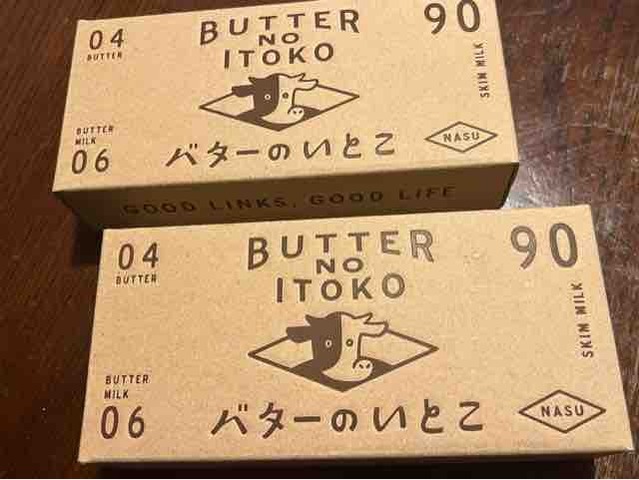 04
BUTTER
BUTTER
NO
ITOKO
90
SKIM MILK
BUTTER
MILK
06
バターのいとこ
NASU
GOOD LINKS, GOOD LIFE
04
BUTTER
BUTTER
NO
ITOKO
90
SKIM MILK
BUTTER
MILK
06
バターのいとこ
NASU